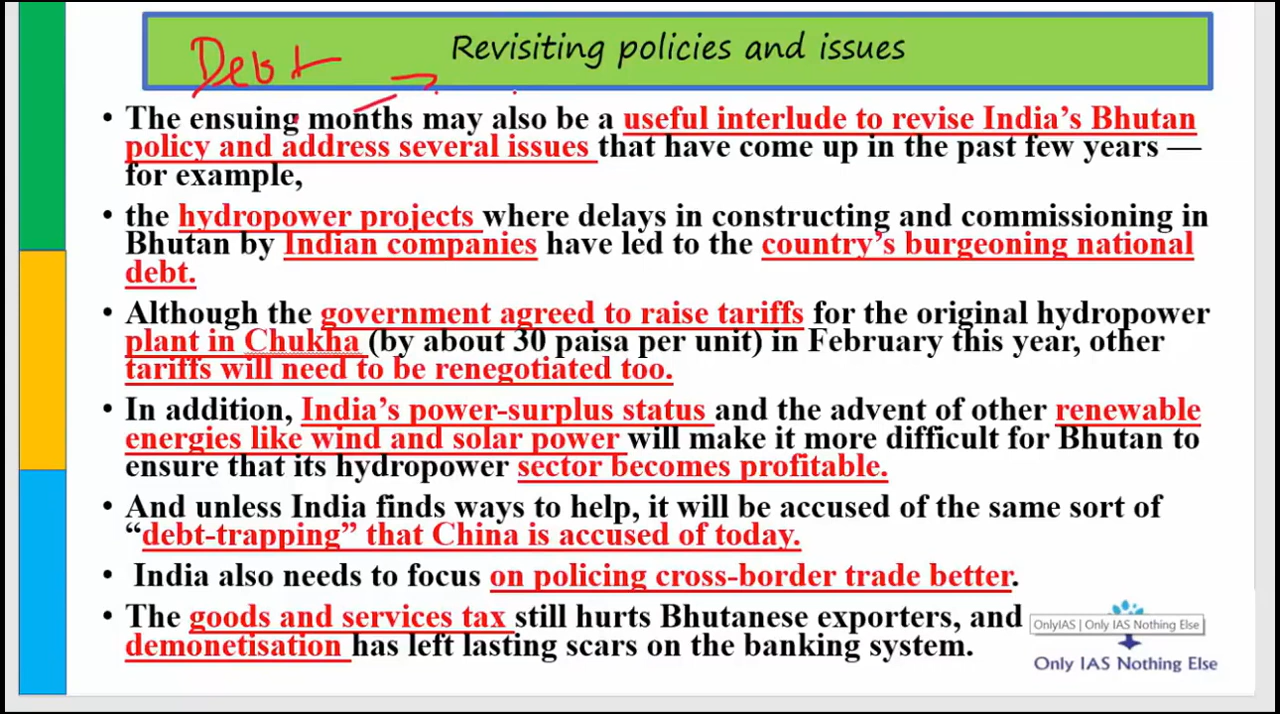 Revisiting policies and issues
Debt
• The ensuing months may also be a useful interlude to revise India's Bhutan
policy and address several issues that have come up in the past few years —
for example,
• the hydropower projects where delays in constructing and commissioning in
Bhutan by Indian companies have led to the country's burgeoning national
debt.
• Although the government agreed to raise tariffs for the original hydropower
plant in Chukha (by about 30 paisa per unit) in February this year, other
tariffs will need to be renegotiated too.
• In addition, India's power-surplus status and the advent of other renewable
energies like wind and solar power will make it more difficult for Bhutan to
ensure that its hydropower sector becomes profitable.
• And unless India finds ways to help, it will be accused of the same sort of
“debt-trapping” that China is accused of today.
• India also needs to focus on policing cross-border trade better.
• The goods and services tax still hurts Bhutanese exporters, and
demonetisation has left lasting scars on the banking system.
OnlyIAS | Only IAS Nothing Else
Only IAS Nothing Else